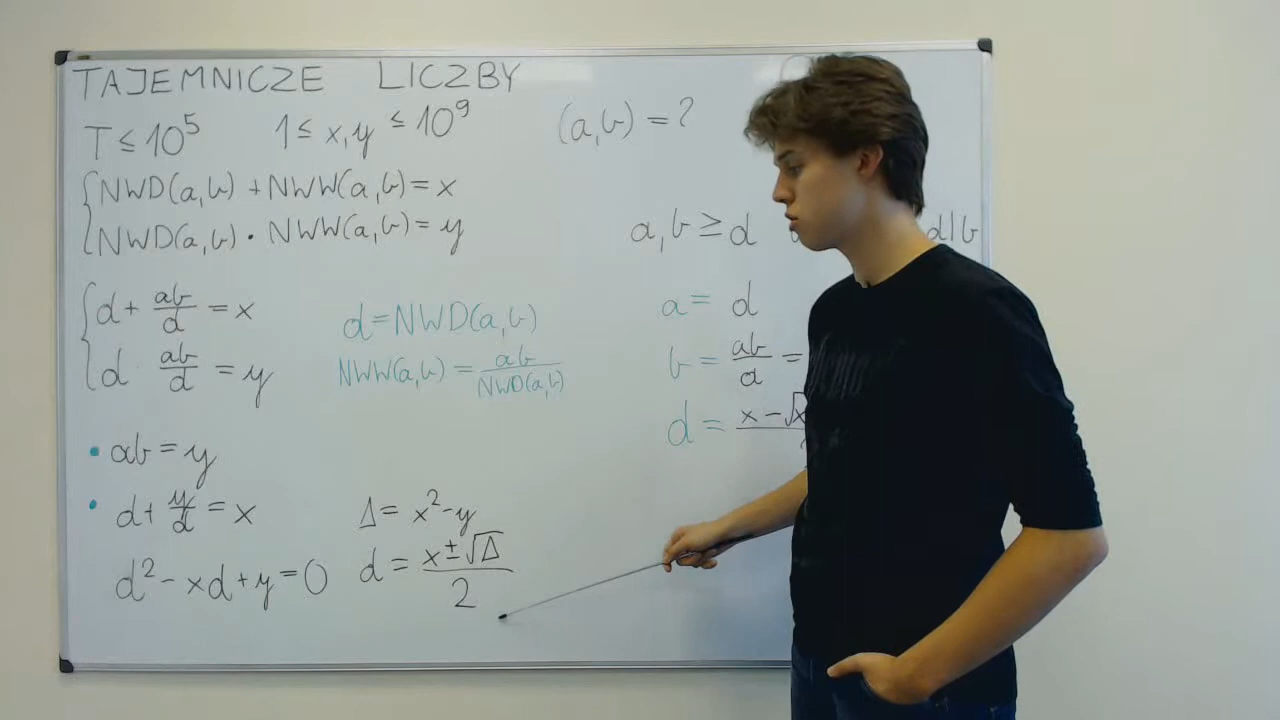 TAJEMNICZE LICZBY
T ≤ 10⁵ 1 ≤ x,y ≤ 10⁹ (a,b) = ?
NWD(a,b) + NWW(a,b) = x
NWD(a,b) · NWW(a,b) = y
a,b ≥ d d|b
d + ab/d = x
d · ab/d = y
d = NWD(a,b)
NWW(a,b) = ab/NWD(a,b)
a = d
b = ab/d =
d = x - √x
• ab = y
• d + y/d = x
d² - xd + y = 0
Δ = x² - y
d = x ± √Δ / 2